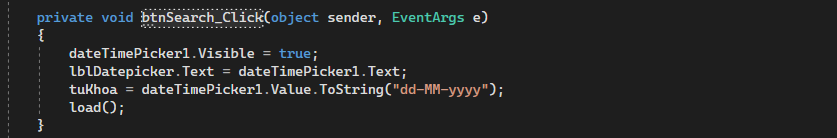 private void btnSearch_Click(object sender, EventArgs e)
{
dateTimePicker1.Visible = true;
lblDatepicker.Text = dateTimePicker1.Text;
tuKhoa = dateTimePicker1.Value.ToString("dd-MM-yyyy");
load();
}